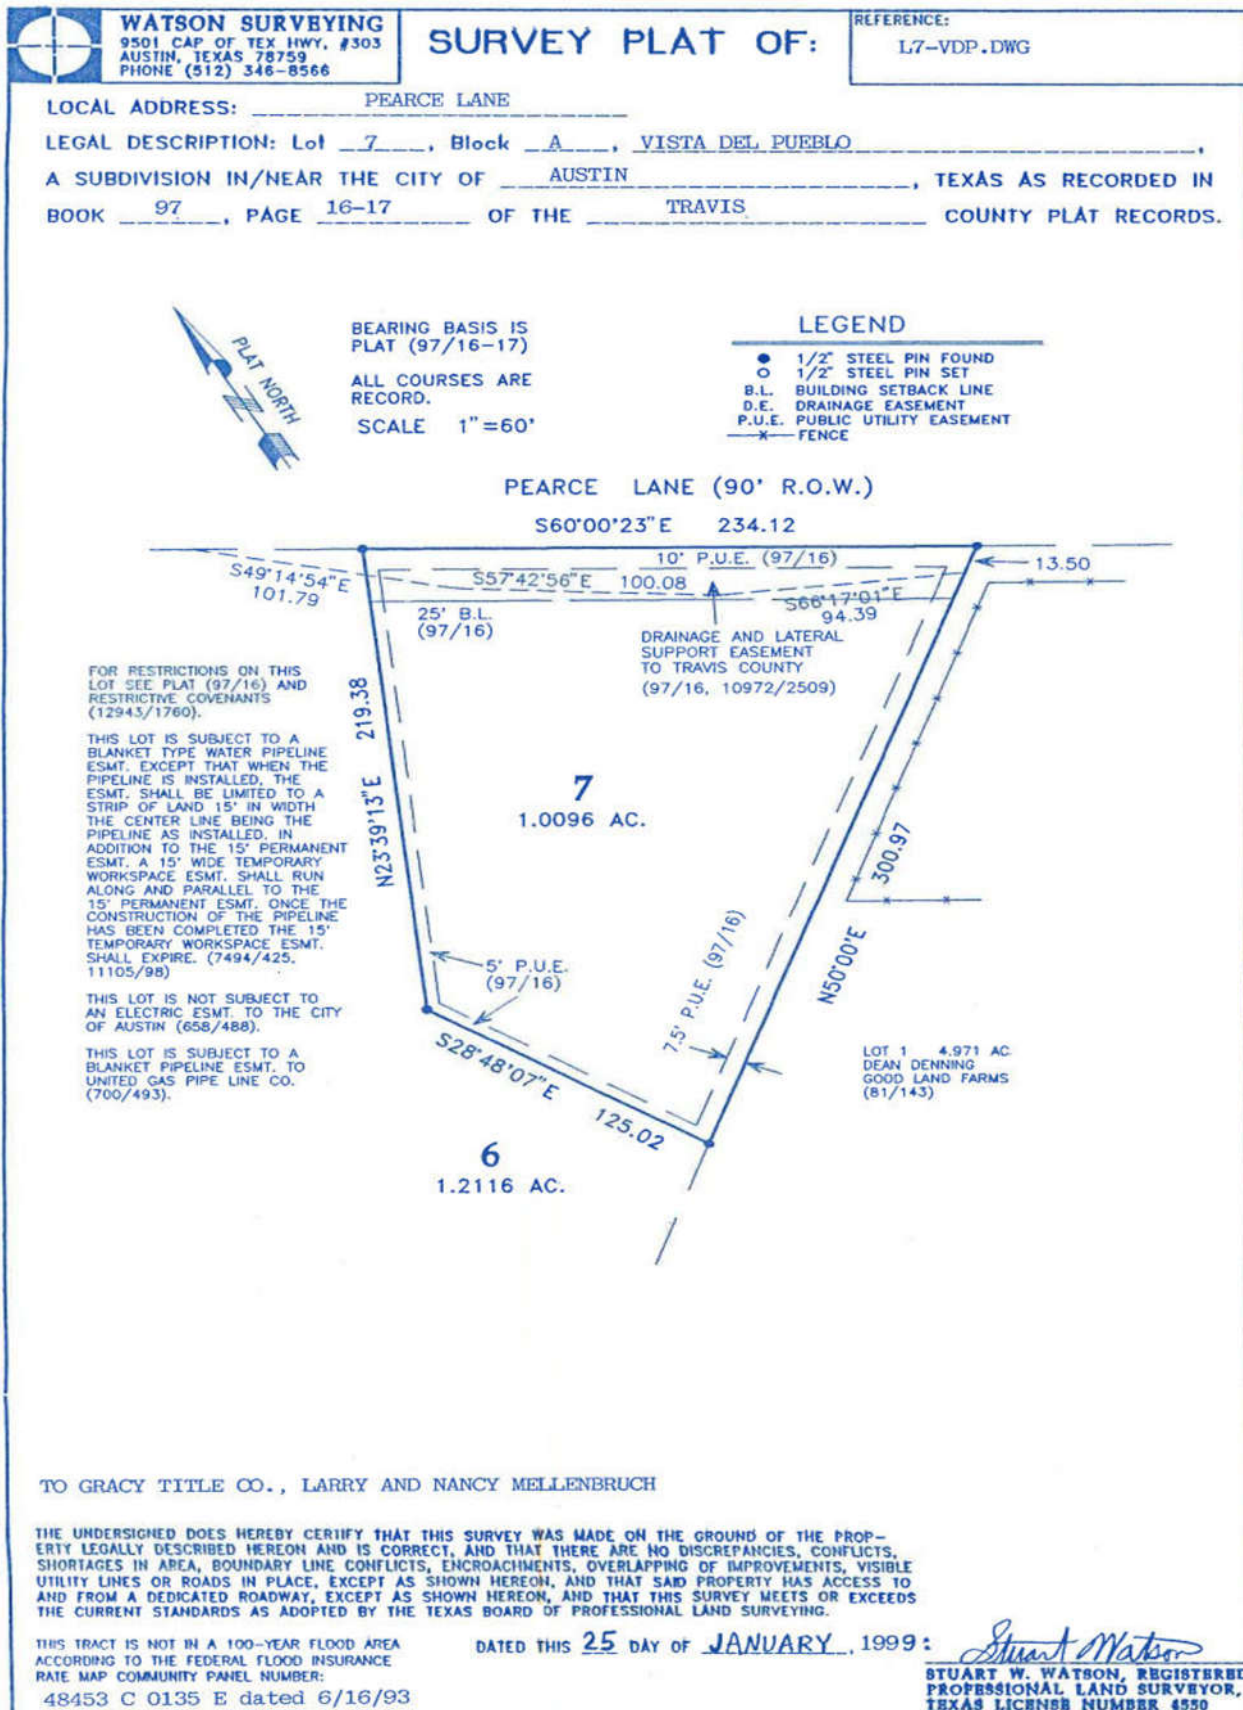 WATSON SURVEYING
9501 CAP OF TEX HWY, #303
AUSTIN, TEXAS 78759
PHONE (512) 346-8566
SURVEY PLAT OF:
REFERENCE:
L7-VDP.DWG
LOCAL ADDRESS: PEARCE LANE
LEGAL DESCRIPTION: Lot 7, Block A, VISTA DEL PUEBLO,
A SUBDIVISION IN/NEAR THE CITY OF AUSTIN, TEXAS AS RECORDED IN
BOOK 97, PAGE 16-17 OF THE TRAVIS COUNTY PLAT RECORDS.
PLAT NORTH
BEARING BASIS IS
PLAT (97/16-17)
ALL COURSES ARE
RECORD.
SCALE 1"=60'
LEGEND
1/2" STEEL PIN FOUND
1/2" STEEL PIN SET
B.L. BUILDING SETBACK LINE
D.E. DRAINAGE EASEMENT
P.U.E. PUBLIC UTILITY EASEMENT
x FENCE
PEARCE LANE (90' R.O.W.)
S60°00'23"E 234.12
10' P.U.E. (97/16)
13.50
S49°14'54"E
101.79
S57°42'56"E 100.08
S66°17'01"E
94.39
25' B.L.
(97/16)
DRAINAGE AND LATERAL
SUPPORT EASEMENT
TO TRAVIS COUNTY
(97/16, 10972/2509)
FOR RESTRICTIONS ON THIS
LOT SEE PLAT (97/16) AND
RESTRICTIVE COVENANTS
(12943/1760).
THIS LOT IS SUBJECT TO A
BLANKET TYPE WATER PIPELINE
ESMT. EXCEPT THAT WHEN THE
PIPELINE IS INSTALLED, THE
ESMT. SHALL BE LIMITED TO A
STRIP OF LAND 15' IN WIDTH
THE CENTER LINE BEING THE
PIPELINE AS INSTALLED. IN
ADDITION TO THE 15' PERMANENT
ESMT. A 15' WIDE TEMPORARY
WORKSPACE ESMT. SHALL RUN
ALONG AND PARALLEL TO THE
15' PERMANENT ESMT. ONCE THE
CONSTRUCTION OF THE PIPELINE
HAS BEEN COMPLETED THE 15'
TEMPORARY WORKSPACE ESMT.
SHALL EXPIRE. (7494/425,
11105/98)
THIS LOT IS NOT SUBJECT TO
AN ELECTRIC ESMT. TO THE CITY
OF AUSTIN (658/488).
THIS LOT IS SUBJECT TO A
BLANKET PIPELINE ESMT. TO
UNITED GAS PIPE LINE CO.
(700/493).
N23°39'13"E 219.38
7
1.0096 AC.
N50°00'E 300.97
5' P.U.E.
(97/16)
7.5' P.U.E. (97/16)
S28°48'07"E 125.02
LOT 1 4.971 AC.
DEAN DENNING
GOOD LAND FARMS
(81/143)
6
1.2116 AC.
TO GRACY TITLE CO., LARRY AND NANCY MELLENBRUCH
THE UNDERSIGNED DOES HEREBY CERTIFY THAT THIS SURVEY WAS MADE ON THE GROUND OF THE PROP-
ERTY LEGALLY DESCRIBED HEREON AND IS CORRECT, AND THAT THERE ARE NO DISCREPANCIES, CONFLICTS,
SHORTAGES IN AREA, BOUNDARY LINE CONFLICTS, ENCROACHMENTS, OVERLAPPING OF IMPROVEMENTS, VISIBLE
UTILITY LINES OR ROADS IN PLACE, EXCEPT AS SHOWN HEREON, AND THAT SAID PROPERTY HAS ACCESS TO
AND FROM A DEDICATED ROADWAY, EXCEPT AS SHOWN HEREON, AND THAT THIS SURVEY MEETS OR EXCEEDS
THE CURRENT STANDARDS AS ADOPTED BY THE TEXAS BOARD OF PROFESSIONAL LAND SURVEYING.
THIS TRACT IS NOT IN A 100-YEAR FLOOD AREA
ACCORDING TO THE FEDERAL FLOOD INSURANCE
RATE MAP COMMUNITY PANEL NUMBER:
48453 C 0135 E dated 6/16/93
DATED THIS 25 DAY OF JANUARY, 1999:
Stuart Watson
STUART W. WATSON, REGISTERED
PROFESSIONAL LAND SURVEYOR,
TEXAS LICENSE NUMBER 4550